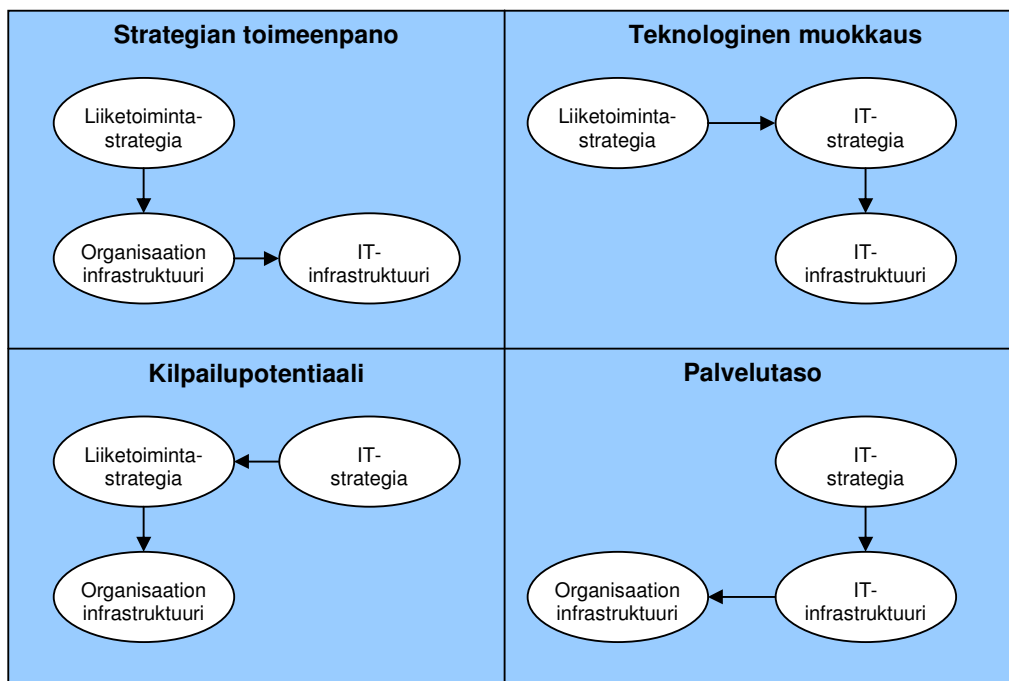 Strategian toimeenpano
Liiketoiminta-
strategia
Organisaation
infrastruktuuri
IT-
infrastruktuuri
Teknologinen muokkaus
Liiketoiminta-
strategia
IT-
strategia
IT-
infrastruktuuri
Kilpailupotentiaali
Liiketoiminta-
strategia
IT-
strategia
Organisaation
infrastruktuuri
Palvelutaso
IT-
strategia
Organisaation
infrastruktuuri
IT-
infrastruktuuri